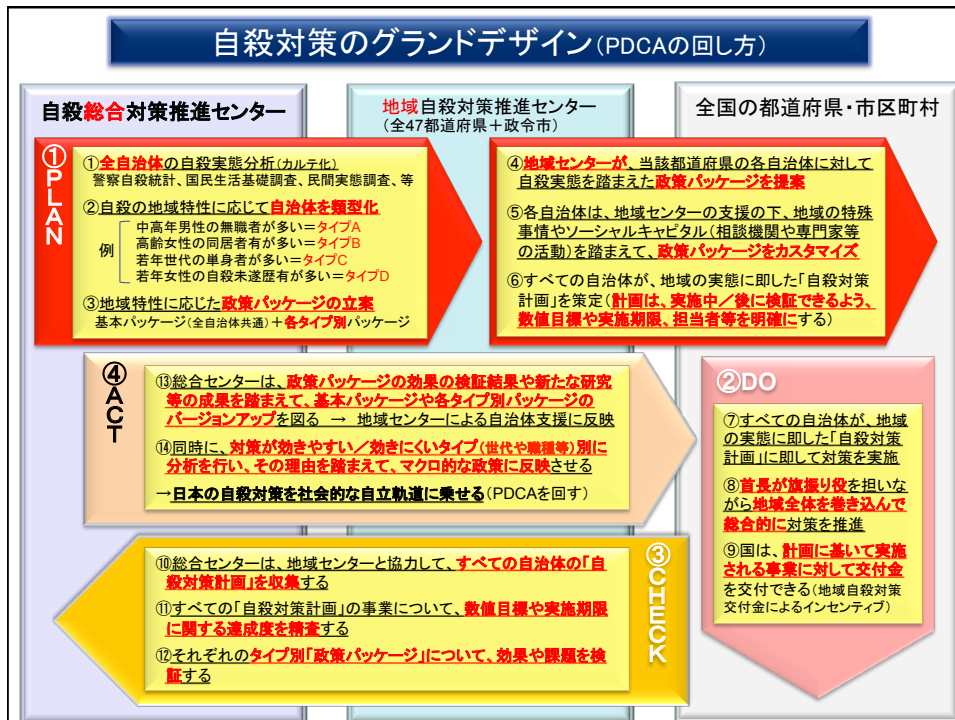 自殺対策のグランドデザイン(PDCAの回し方)
自殺総合対策推進センター
地域自殺対策推進センター
(全47都道府県+政令市)
全国の都道府県・市区町村
①PLAN
①全自治体の自殺実態分析(カルテ化)
警察自殺統計、国民生活基礎調査、民間実態調査、等
②自殺の地域特性に応じて自治体を類型化
例
中高年男性の無職者が多い=タイプA
高齢女性の同居者有が多い=タイプB
若年世代の単身者が多い=タイプC
若年女性の自殺未遂歴有が多い=タイプD
③地域特性に応じた政策パッケージの立案
基本パッケージ(全自治体共通)+各タイプ別パッケージ
④地域センターが、当該都道府県の各自治体に対して
自殺実態を踏まえた政策パッケージを提案
⑤各自治体は、地域センターの支援の下、地域の特殊
事情やソーシャルキャピタル(相談機関や専門家等
の活動)を踏まえて、政策パッケージをカスタマイズ
⑥すべての自治体が、地域の実態に即した「自殺対策
計画」を策定(計画は、実施中/後に検証できるよう、
数値目標や実施期限、担当者等を明確にする)
②DO
⑦すべての自治体が、地域
の実態に即した「自殺対策
計画」に即して対策を実施
⑧首長が旗振り役を担いな
がら地域全体を巻き込んで
総合的に対策を推進
⑨国は、計画に基いて実施
される事業に対して交付金
を交付できる(地域自殺対策
交付金によるインセンティブ)
③CHECK
⑩総合センターは、地域センターと協力して、すべての自治体の「自
殺対策計画」を収集する
⑪すべての「自殺対策計画」の事業について、数値目標や実施期限
に関する達成度を精査する
⑫それぞれのタイプ別「政策パッケージ」について、効果や課題を検
証する
④ACT
⑬総合センターは、政策パッケージの効果の検証結果や新たな研究
等の成果を踏まえて、基本パッケージや各タイプ別パッケージの
バージョンアップを図る → 地域センターによる自治体支援に反映
⑭同時に、対策が効きやすい/効きにくいタイプ(世代や職種等)別に
分析を行い、その理由を踏まえて、マクロ的な政策に反映させる
→日本の自殺対策を社会的な自立軌道に乗せる(PDCAを回す)